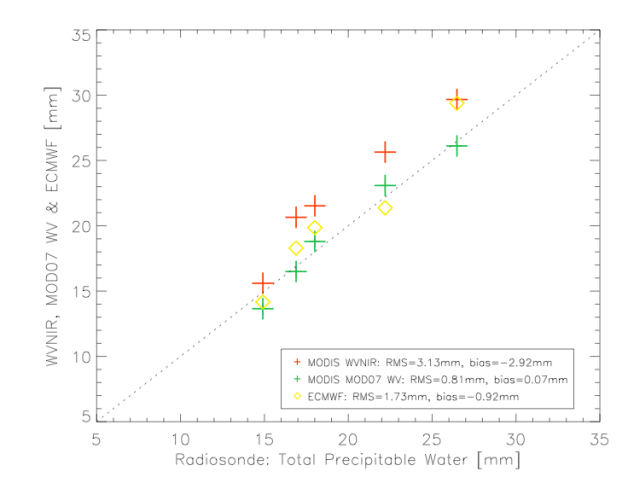 35
30
25
20
15
10
5
WVNIR, MOD07 WV & ECMWF [mm]
MODIS WVNIR: RMS=3.13mm, bias=-2.92mm
MODIS MOD07 WV: RMS=0.81mm, bias=0.07mm
ECMWF: RMS=1.73mm, bias=-0.92mm
5 10 15 20 25 30 35
Radiosonde: Total Precipitable Water [mm]